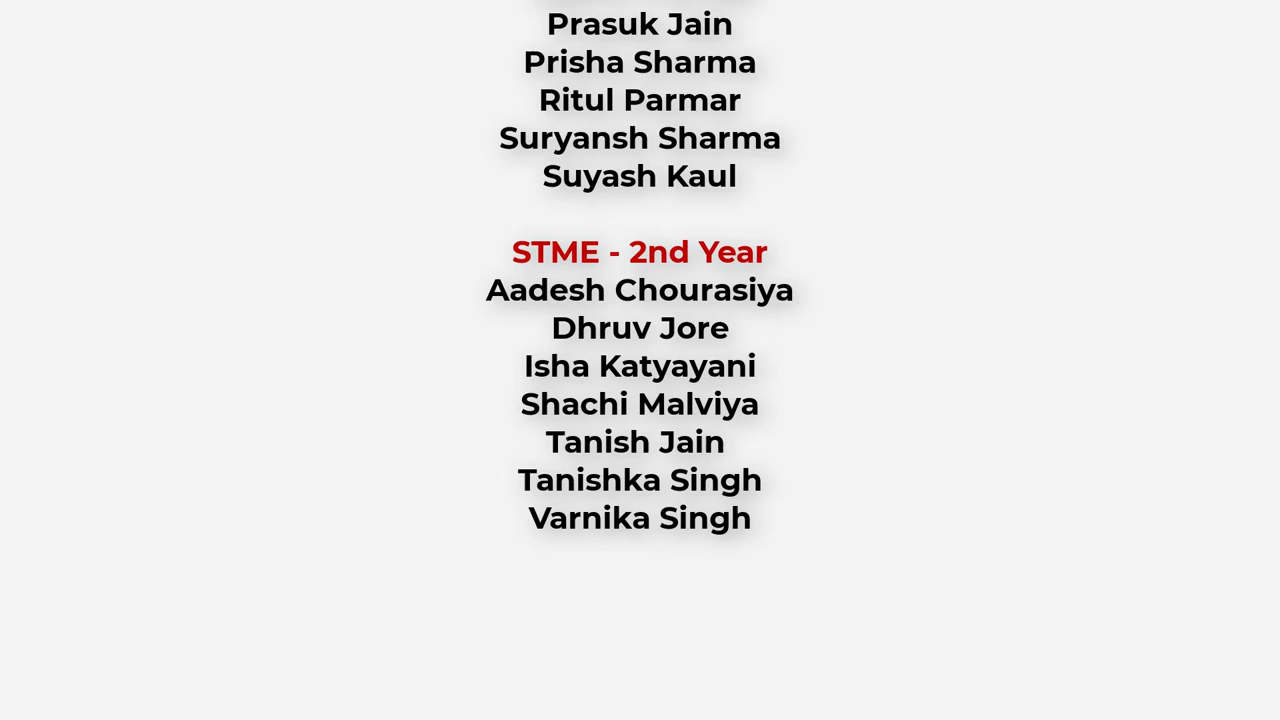 Prasuk Jain
Prisha Sharma
Ritul Parmar
Suryansh Sharma
Suyash Kaul
STME - 2nd Year
Aadesh Chourasiya
Dhruv Jore
Isha Katyayani
Shachi Malviya
Tanish Jain
Tanishka Singh
Varnika Singh